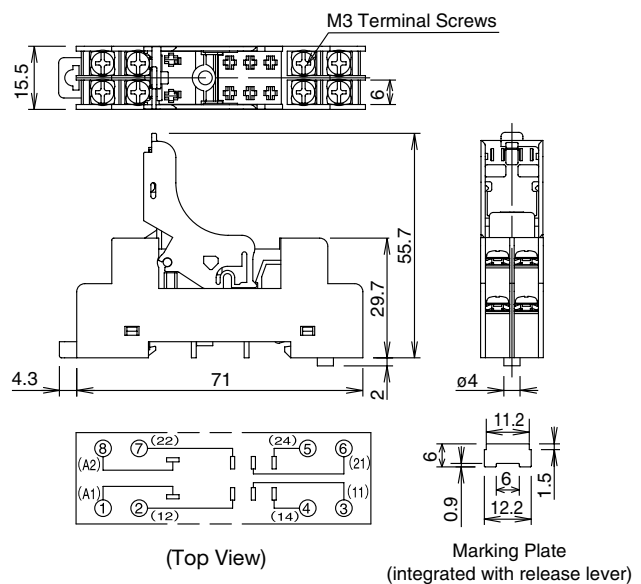 M3 Terminal Screws
15.5
6
55.7
29.7
2
4.3
71
ø4
11.2
6
1.5
0.9
6
12.2
8 7 (22) (24) 5 6
(A2) (21)
(A1) (11)
1 2 (12) (14) 4 3
(Top View)
Marking Plate
(integrated with release lever)